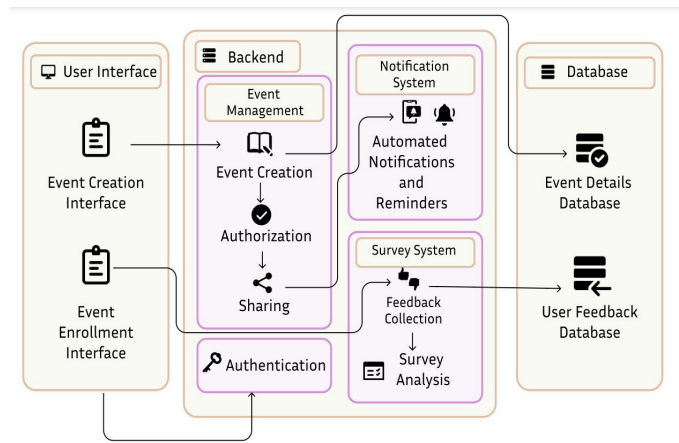 User Interface
Event Creation
Interface
Event
Enrollment
Interface
Backend
Event
Management
Event Creation
Authorization
Sharing
Authentication
Notification
System
Automated
Notifications
and
Reminders
Survey System
Feedback
Collection
Survey
Analysis
Database
Event Details
Database
User Feedback
Database